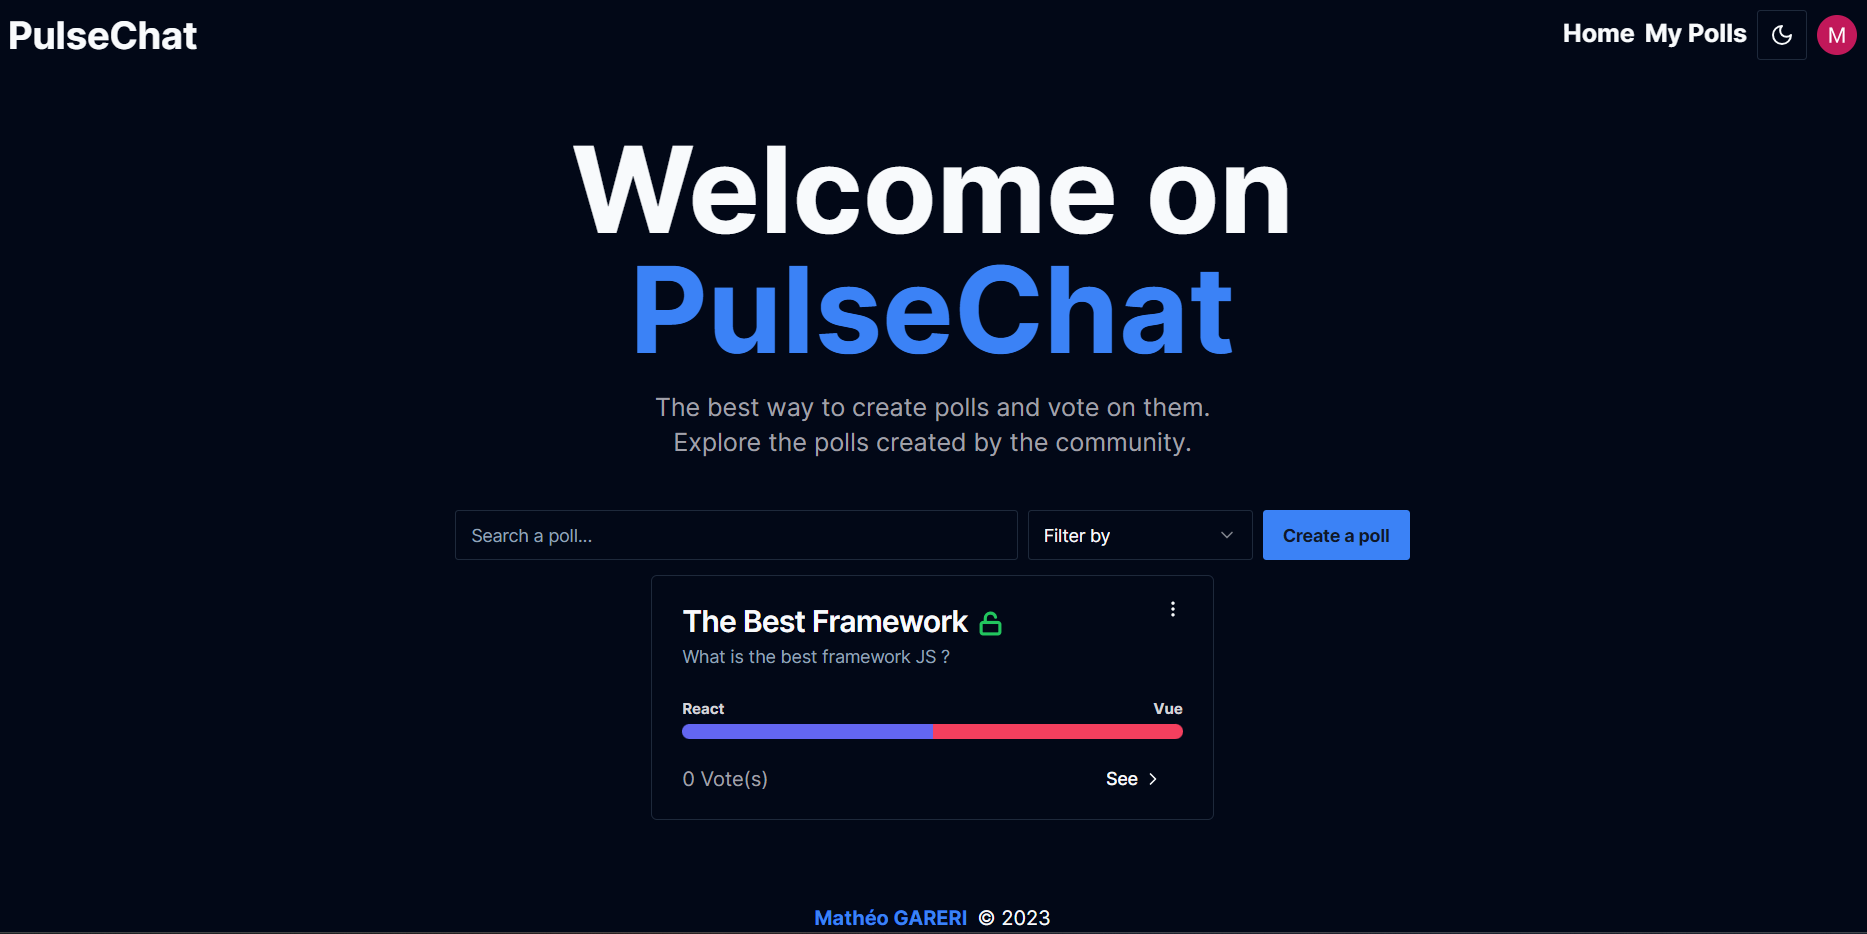 PulseChat
Home My Polls
M
Welcome on
PulseChat
The best way to create polls and vote on them.
Explore the polls created by the community.
Search a poll...
Filter by
Create a poll
The Best Framework
What is the best framework JS ?
React
Vue
0 Vote(s)
See
Mathéo GARERI © 2023